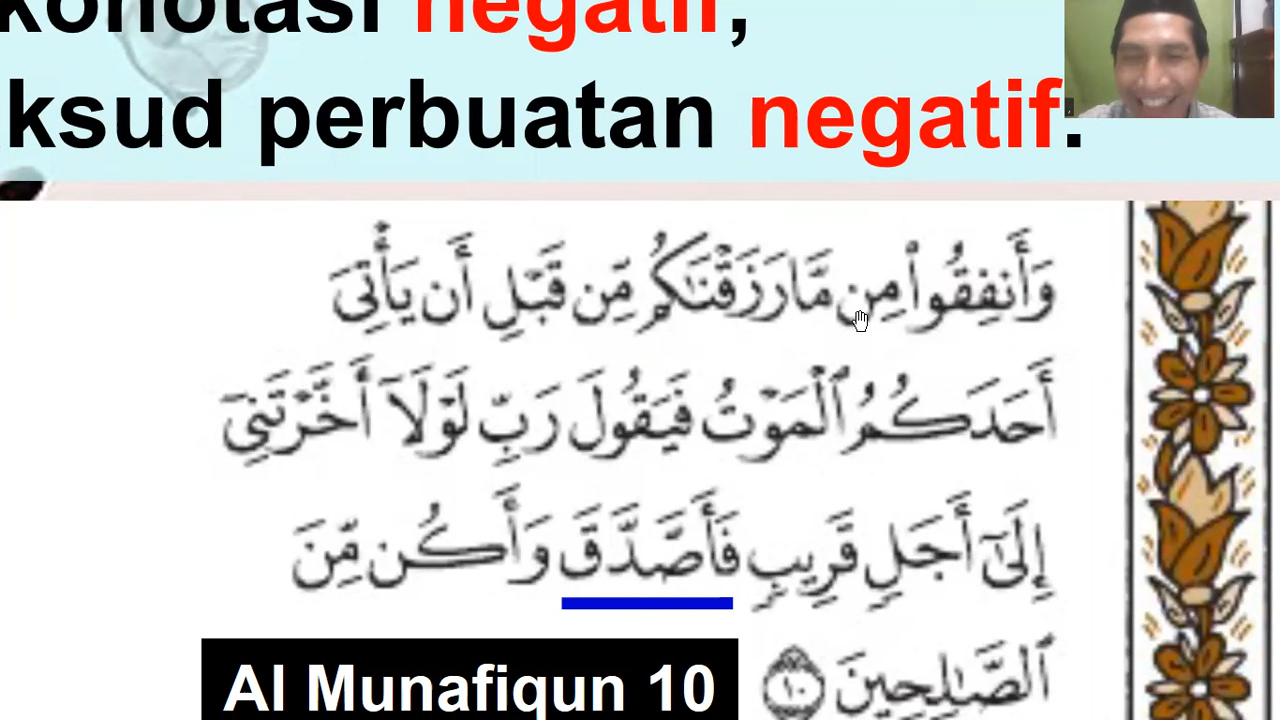 konotasi negatif,
ksud perbuatan negatif.
وَأَنفِقُوا۟ مِن مَّا رَزَقْنَـٰكُم مِّن قَبْلِ أَن يَأْتِىَ
أَحَدَكُمُ ٱلْمَوْتُ فَيَقُولَ رَبِّ لَوْلَآ أَخَّرْتَنِىٓ
إِلَىٰٓ أَجَلٍ قَرِيبٍ فَأَصَّدَّقَ وَأَكُن مِّنَ
ٱلصَّـٰلِحِينَ ١٠
Al Munafiqun 10